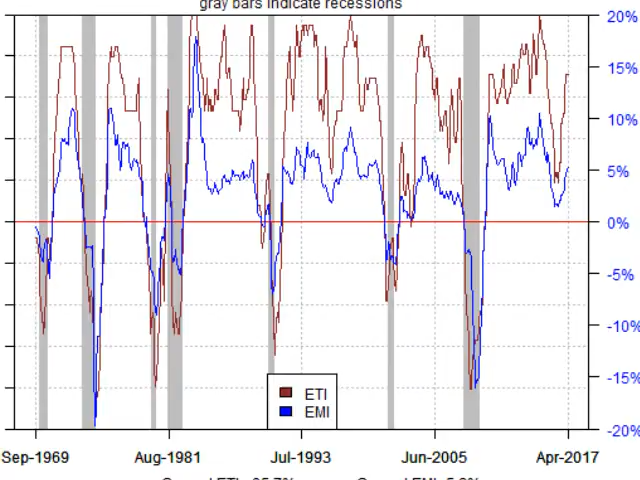 gray bars indicate recessions
20%
15%
10%
5%
0%
-5%
-10%
-15%
-20%
ETI
EMI
Sep-1969 Aug-1981 Jul-1993 Jun-2005 Apr-2017